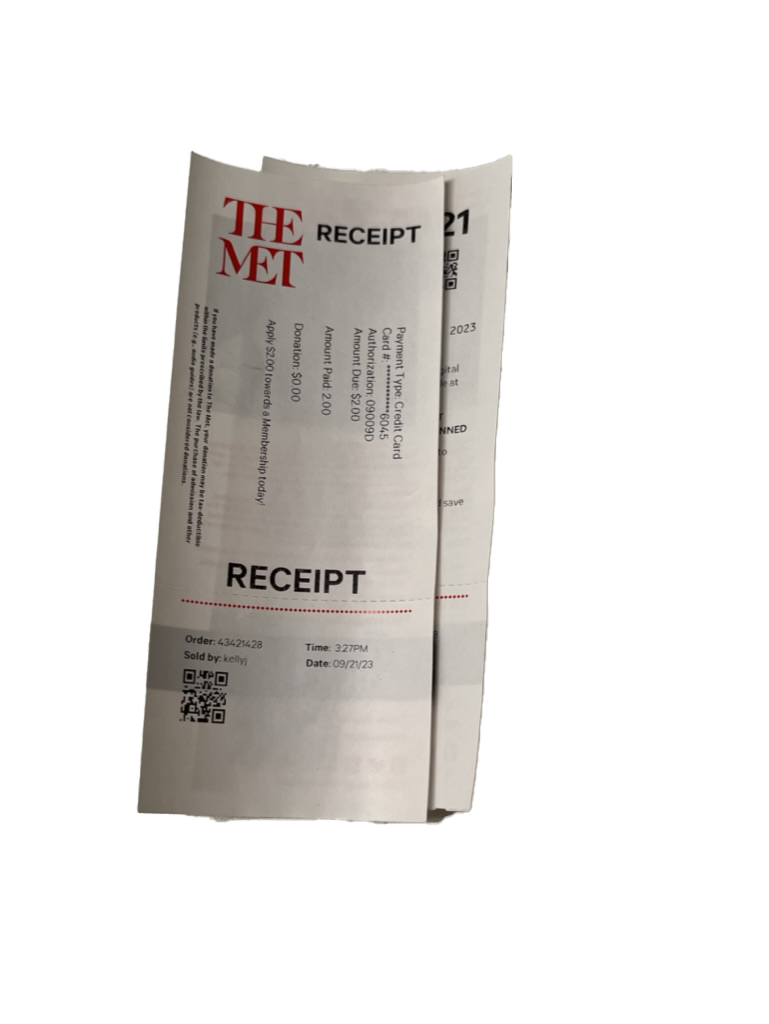 THE
MET
RECEIPT
Payment Type: Credit Card
Card #: ************6045
Authorization: 09009D
Amount Due: $2.00
Amount Paid: 2.00
Donation: $0.00
Apply $2.00 towards a Membership today!
If you have made a donation to The Met, your donation may be tax-deductible
within the limits prescribed by the law. The purchase of admission and other
products (e.g., audio guides) are not considered donations.
RECEIPT
Order: 43421428
Sold by: kellyj
Time: 3:27PM
Date: 09/21/23
21
2023
NNED
to
save